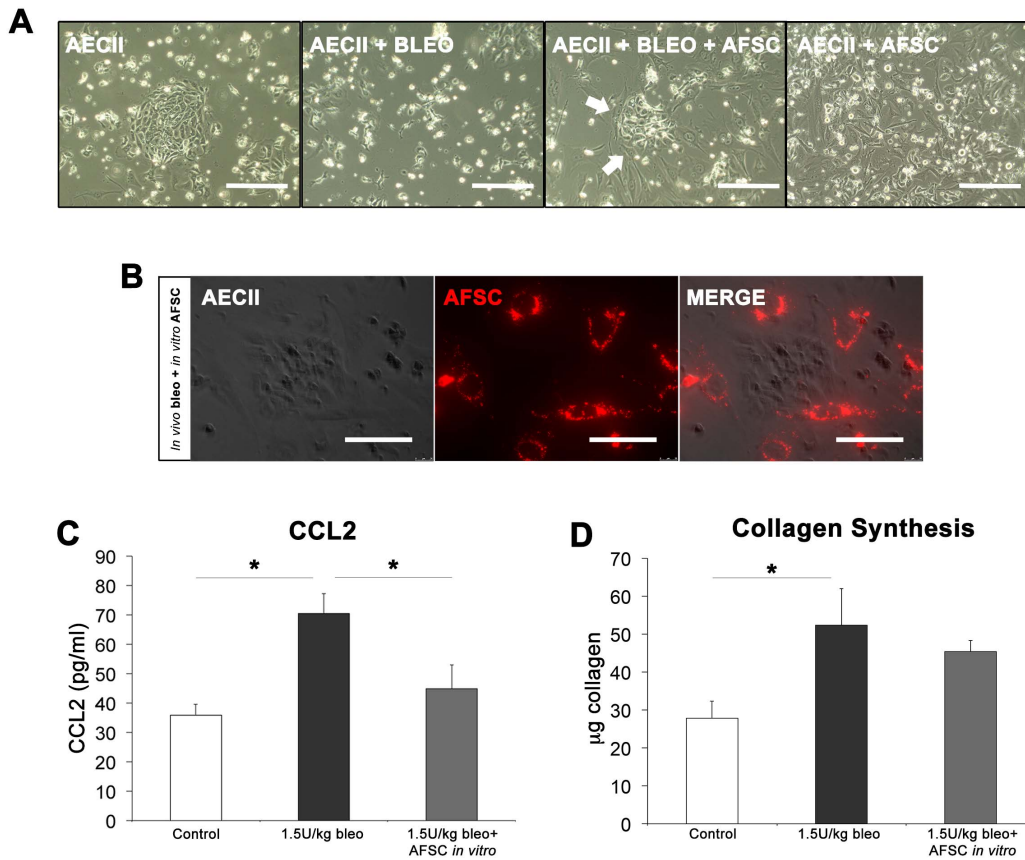 A
AECII
AECII + BLEO
AECII + BLEO + AFSC
AECII + AFSC
B
In vivo bleo + in vitro AFSC
AECII
AFSC
MERGE
C
CCL2
90
80
70
60
50
40
30
20
10
0
CCL2 (pg/ml)
*
*
Control
1.5U/kg bleo
1.5U/kg bleo+
AFSC in vitro
D
Collagen Synthesis
70
60
50
40
30
20
10
0
µg collagen
*
Control
1.5U/kg bleo
1.5U/kg bleo+
AFSC in vitro